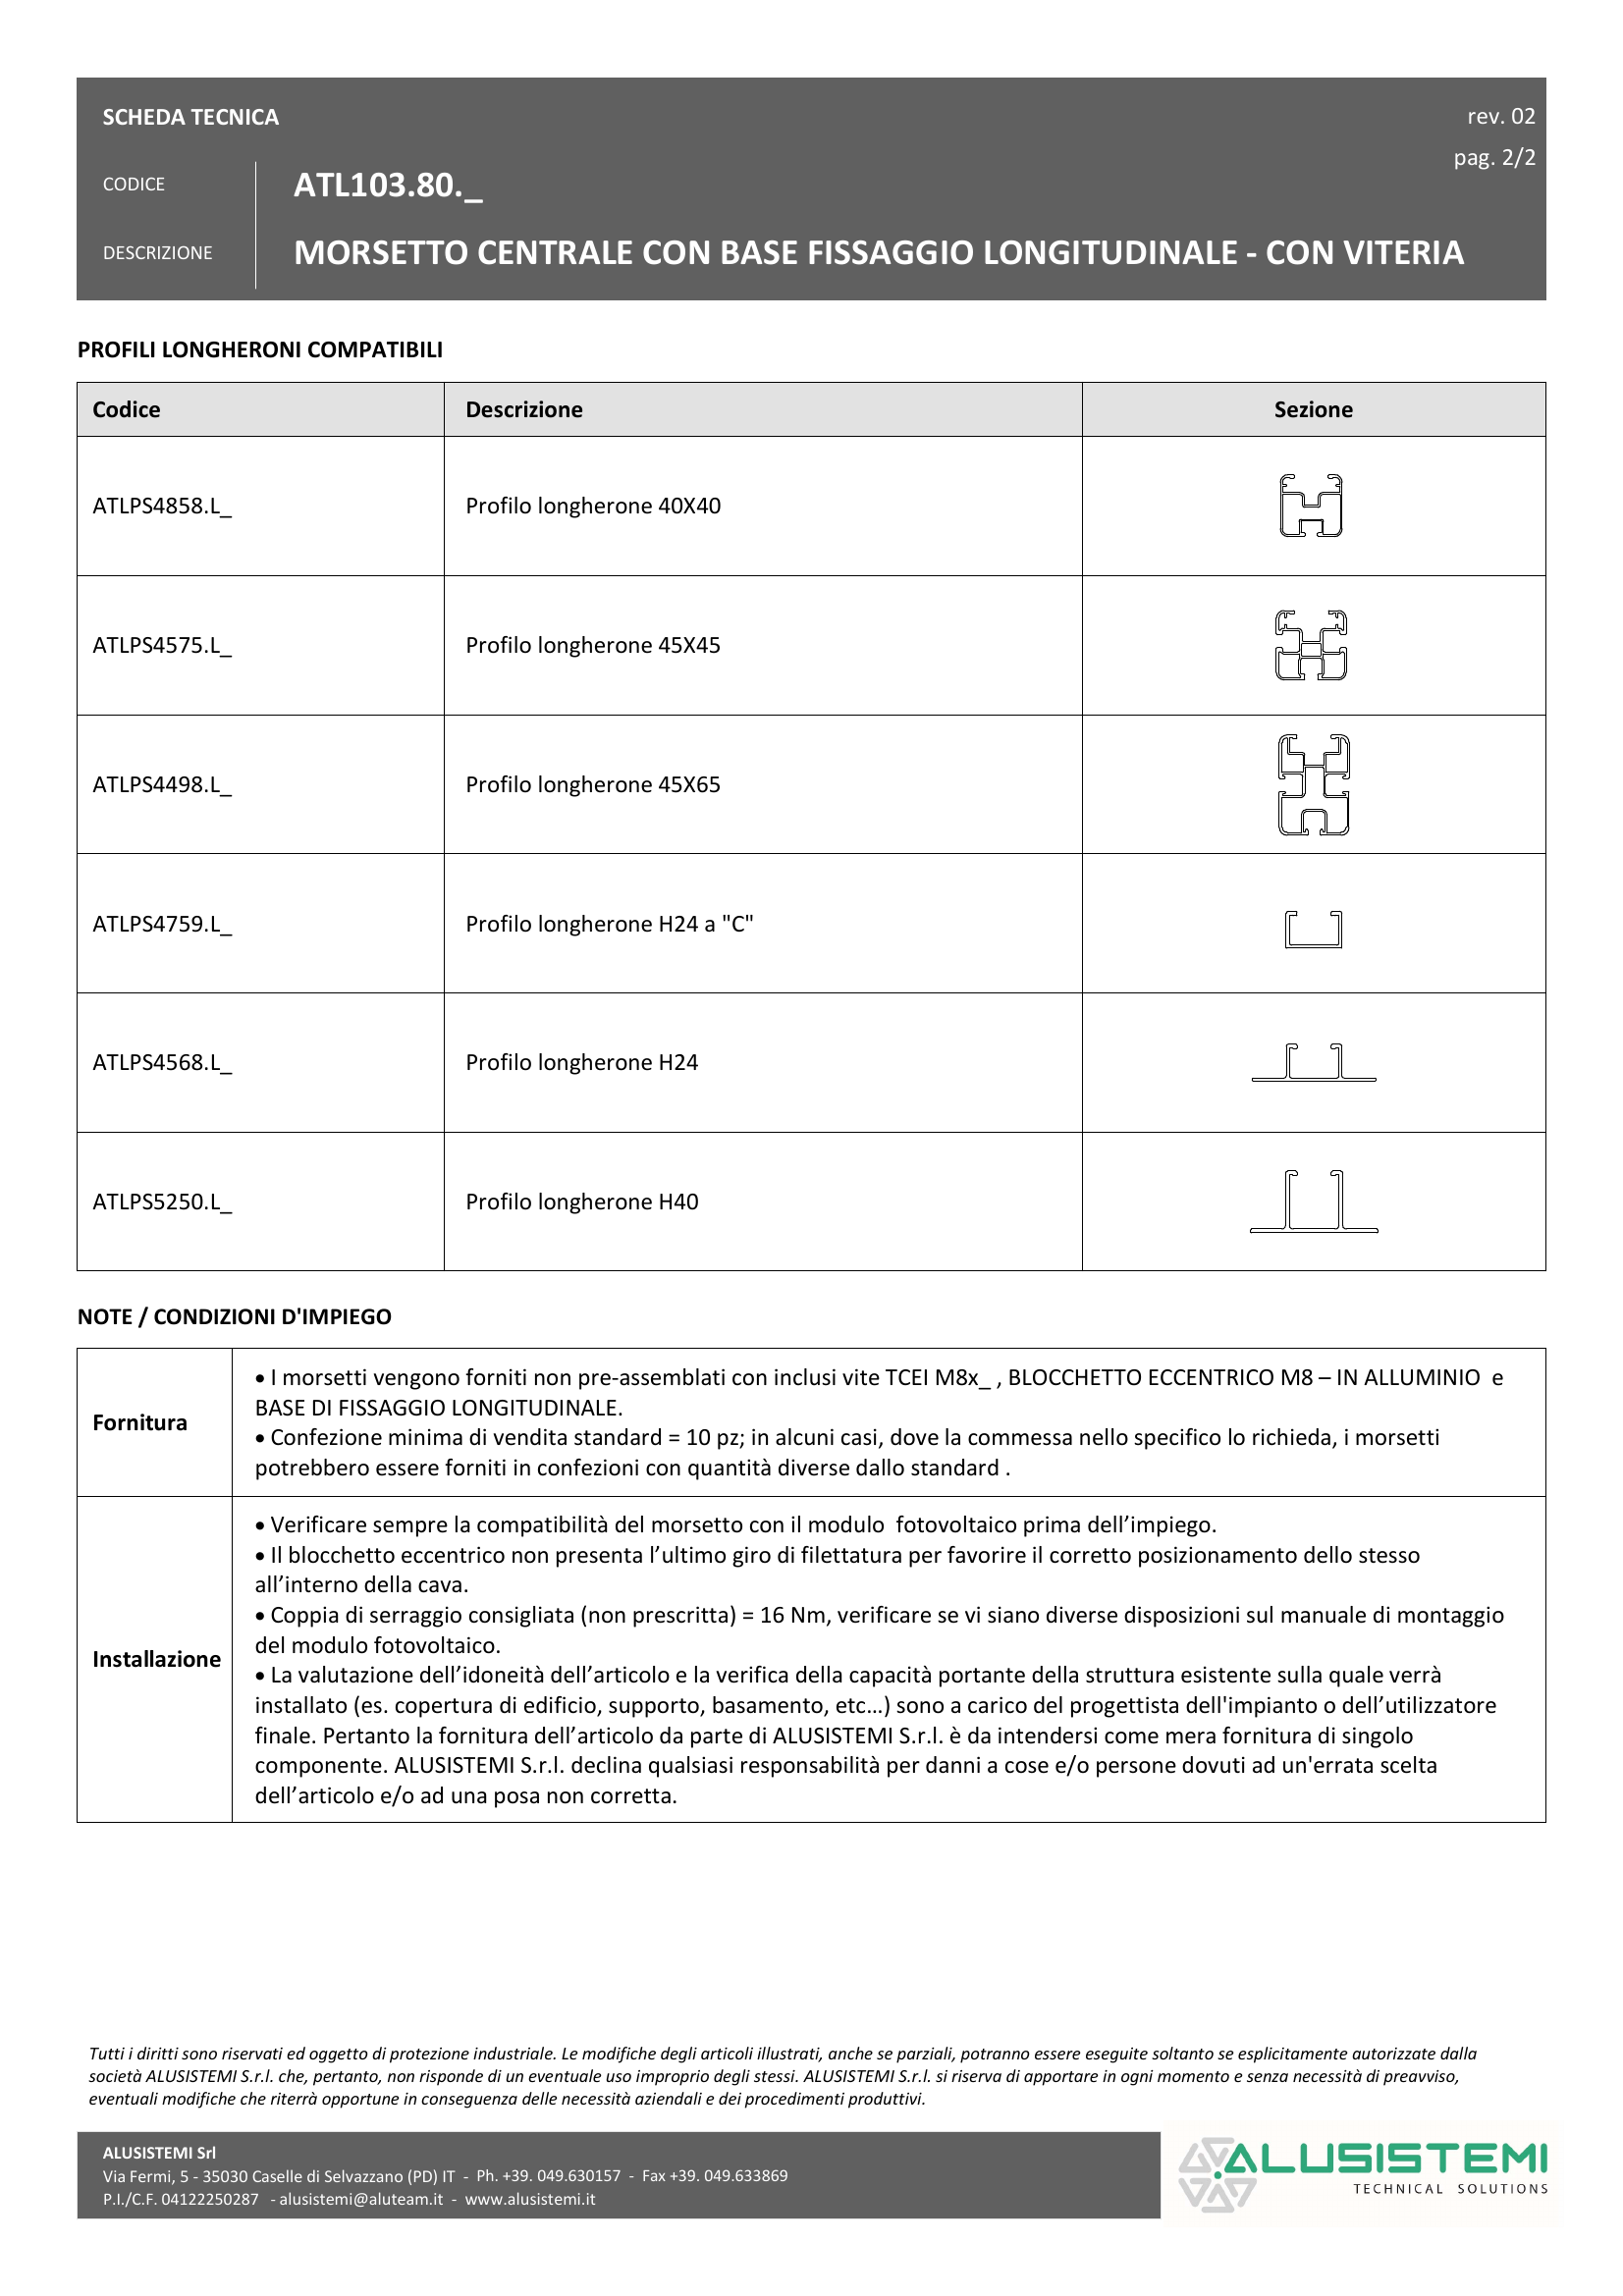 SCHEDA TECNICA
rev. 02
pag. 2/2
CODICE
ATL103.80._
DESCRIZIONE
MORSETTO CENTRALE CON BASE FISSAGGIO LONGITUDINALE - CON VITERIA
PROFILI LONGHERONI COMPATIBILI
Codice Descrizione Sezione
ATLPS4858.L_ Profilo longherone 40X40
ATLPS4575.L_ Profilo longherone 45X45
ATLPS4498.L_ Profilo longherone 45X65
ATLPS4759.L_ Profilo longherone H24 a "C"
ATLPS4568.L_ Profilo longherone H24
ATLPS5250.L_ Profilo longherone H40
NOTE / CONDIZIONI D'IMPIEGO
Fornitura
• I morsetti vengono forniti non pre-assemblati con inclusi vite TCEI M8x_ , BLOCCHETTO ECCENTRICO M8 – IN ALLUMINIO e
BASE DI FISSAGGIO LONGITUDINALE.
• Confezione minima di vendita standard = 10 pz; in alcuni casi, dove la commessa nello specifico lo richieda, i morsetti
potrebbero essere forniti in confezioni con quantità diverse dallo standard .
Installazione
• Verificare sempre la compatibilità del morsetto con il modulo fotovoltaico prima dell’impiego.
• Il blocchetto eccentrico non presenta l’ultimo giro di filettatura per favorire il corretto posizionamento dello stesso
all’interno della cava.
• Coppia di serraggio consigliata (non prescritta) = 16 Nm, verificare se vi siano diverse disposizioni sul manuale di montaggio
del modulo fotovoltaico.
• La valutazione dell’idoneità dell’articolo e la verifica della capacità portante della struttura esistente sulla quale verrà
installato (es. copertura di edificio, supporto, basamento, etc…) sono a carico del progettista dell'impianto o dell’utilizzatore
finale. Pertanto la fornitura dell’articolo da parte di ALUSISTEMI S.r.l. è da intendersi come mera fornitura di singolo
componente. ALUSISTEMI S.r.l. declina qualsiasi responsabilità per danni a cose e/o persone dovuti ad un'errata scelta
dell’articolo e/o ad una posa non corretta.
Tutti i diritti sono riservati ed oggetto di protezione industriale. Le modifiche degli articoli illustrati, anche se parziali, potranno essere eseguite soltanto se esplicitamente autorizzate dalla
società ALUSISTEMI S.r.l. che, pertanto, non risponde di un eventuale uso improprio degli stessi. ALUSISTEMI S.r.l. si riserva di apportare in ogni momento e senza necessità di preavviso,
eventuali modifiche che riterrà opportune in conseguenza delle necessità aziendali e dei procedimenti produttivi.
ALUSISTEMI Srl
Via Fermi, 5 - 35030 Caselle di Selvazzano (PD) IT - Ph. +39. 049.630157 - Fax +39. 049.633869
P.I./C.F. 04122250287 - alusistemi@aluteam.it - www.alusistemi.it
ALUSISTEMI
TECHNICAL SOLUTIONS